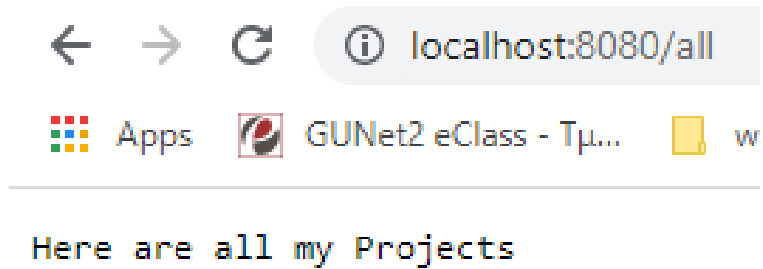 localhost:8080/all
Apps GUNet2 eClass - Τμ... w
Here are all my Projects